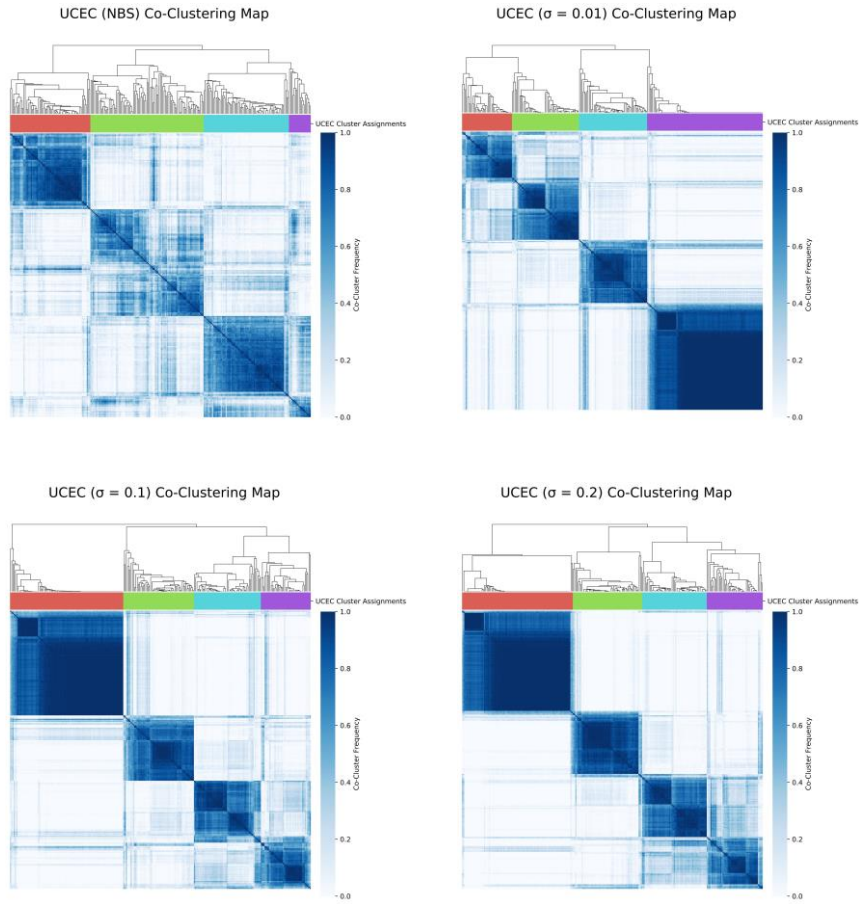 UCEC (NBS) Co-Clustering Map
UCEC Cluster Assignments
1.0
0.8
0.6
0.4
0.2
0.0
Co-Cluster Frequency
UCEC (σ = 0.01) Co-Clustering Map
UCEC Cluster Assignments
1.0
0.8
0.6
0.4
0.2
0.0
Co-Cluster Frequency
UCEC (σ = 0.1) Co-Clustering Map
UCEC Cluster Assignments
1.0
0.8
0.6
0.4
0.2
0.0
Co-Cluster Frequency
UCEC (σ = 0.2) Co-Clustering Map
UCEC Cluster Assignments
1.0
0.8
0.6
0.4
0.2
0.0
Co-Cluster Frequency